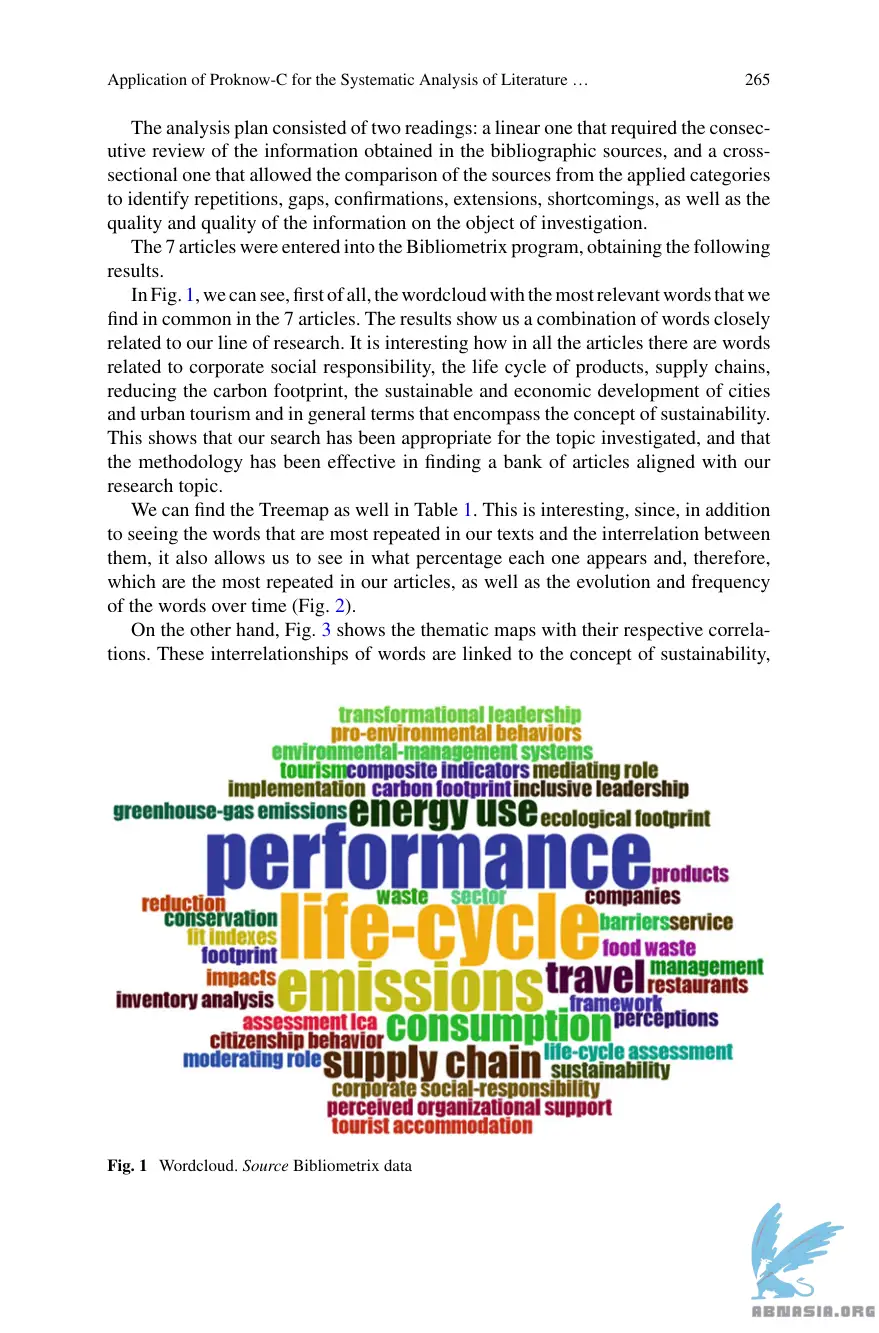 Application of Proknow-C for the Systematic Analysis of Literature … 265
The analysis plan consisted of two readings: a linear one that required the consec-
utive review of the information obtained in the bibliographic sources, and a cross-
sectional one that allowed the comparison of the sources from the applied categories
to identify repetitions, gaps, confirmations, extensions, shortcomings, as well as the
quality and quality of the information on the object of investigation.
The 7 articles were entered into the Bibliometrix program, obtaining the following
results.
In Fig. 1, we can see, first of all, the wordcloud with the most relevant words that we
find in common in the 7 articles. The results show us a combination of words closely
related to our line of research. It is interesting how in all the articles there are words
related to corporate social responsibility, the life cycle of products, supply chains,
reducing the carbon footprint, the sustainable and economic development of cities
and urban tourism and in general terms that encompass the concept of sustainability.
This shows that our search has been appropriate for the topic investigated, and that
the methodology has been effective in finding a bank of articles aligned with our
research topic.
We can find the Treemap as well in Table 1. This is interesting, since, in addition
to seeing the words that are most repeated in our texts and the interrelation between
them, it also allows us to see in what percentage each one appears and, therefore,
which are the most repeated in our articles, as well as the evolution and frequency
of the words over time (Fig. 2).
On the other hand, Fig. 3 shows the thematic maps with their respective correla-
tions. These interrelationships of words are linked to the concept of sustainability,
transformational leadership
pro-environmental behaviors
environmental-management systems
tourism composite indicators mediating role
implementation carbon footprint inclusive leadership
greenhouse-gas emissions energy use ecological footprint
performance products
reduction waste sector companies
conservation life-cycle barriers service
fit indexes
footprint food waste
impacts emissions travel management
inventory analysis restaurants
framework
assessment lca consumption perceptions
citizenship behavior
moderating role supply chain life-cycle assessment
sustainability
corporate social-responsibility
perceived organizational support
tourist accommodation
Fig. 1 Wordcloud. Source Bibliometrix data
ABNASIA.ORG